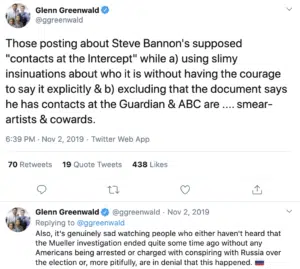 Glenn Greenwald
@ggreenwald
Those posting about Steve Bannon's supposed
"contacts at the Intercept" while a) using slimy
insinuations about who it is without having the courage
to say it explicitly & b) excluding that the document says
he has contacts at the Guardian & ABC are .... smear-
artists & cowards.
6:39 PM · Nov 2, 2019 · Twitter Web App
70 Retweets 19 Quote Tweets 438 Likes
Glenn Greenwald @ggreenwald · Nov 2, 2019
Replying to @ggreenwald
Also, it's genuinely sad watching people who either haven't heard that
the Mueller investigation ended quite some time ago without any
Americans being arrested or charged with conspiring with Russia over
the election or, more pitifully, are in denial that this happened. 🇷🇺